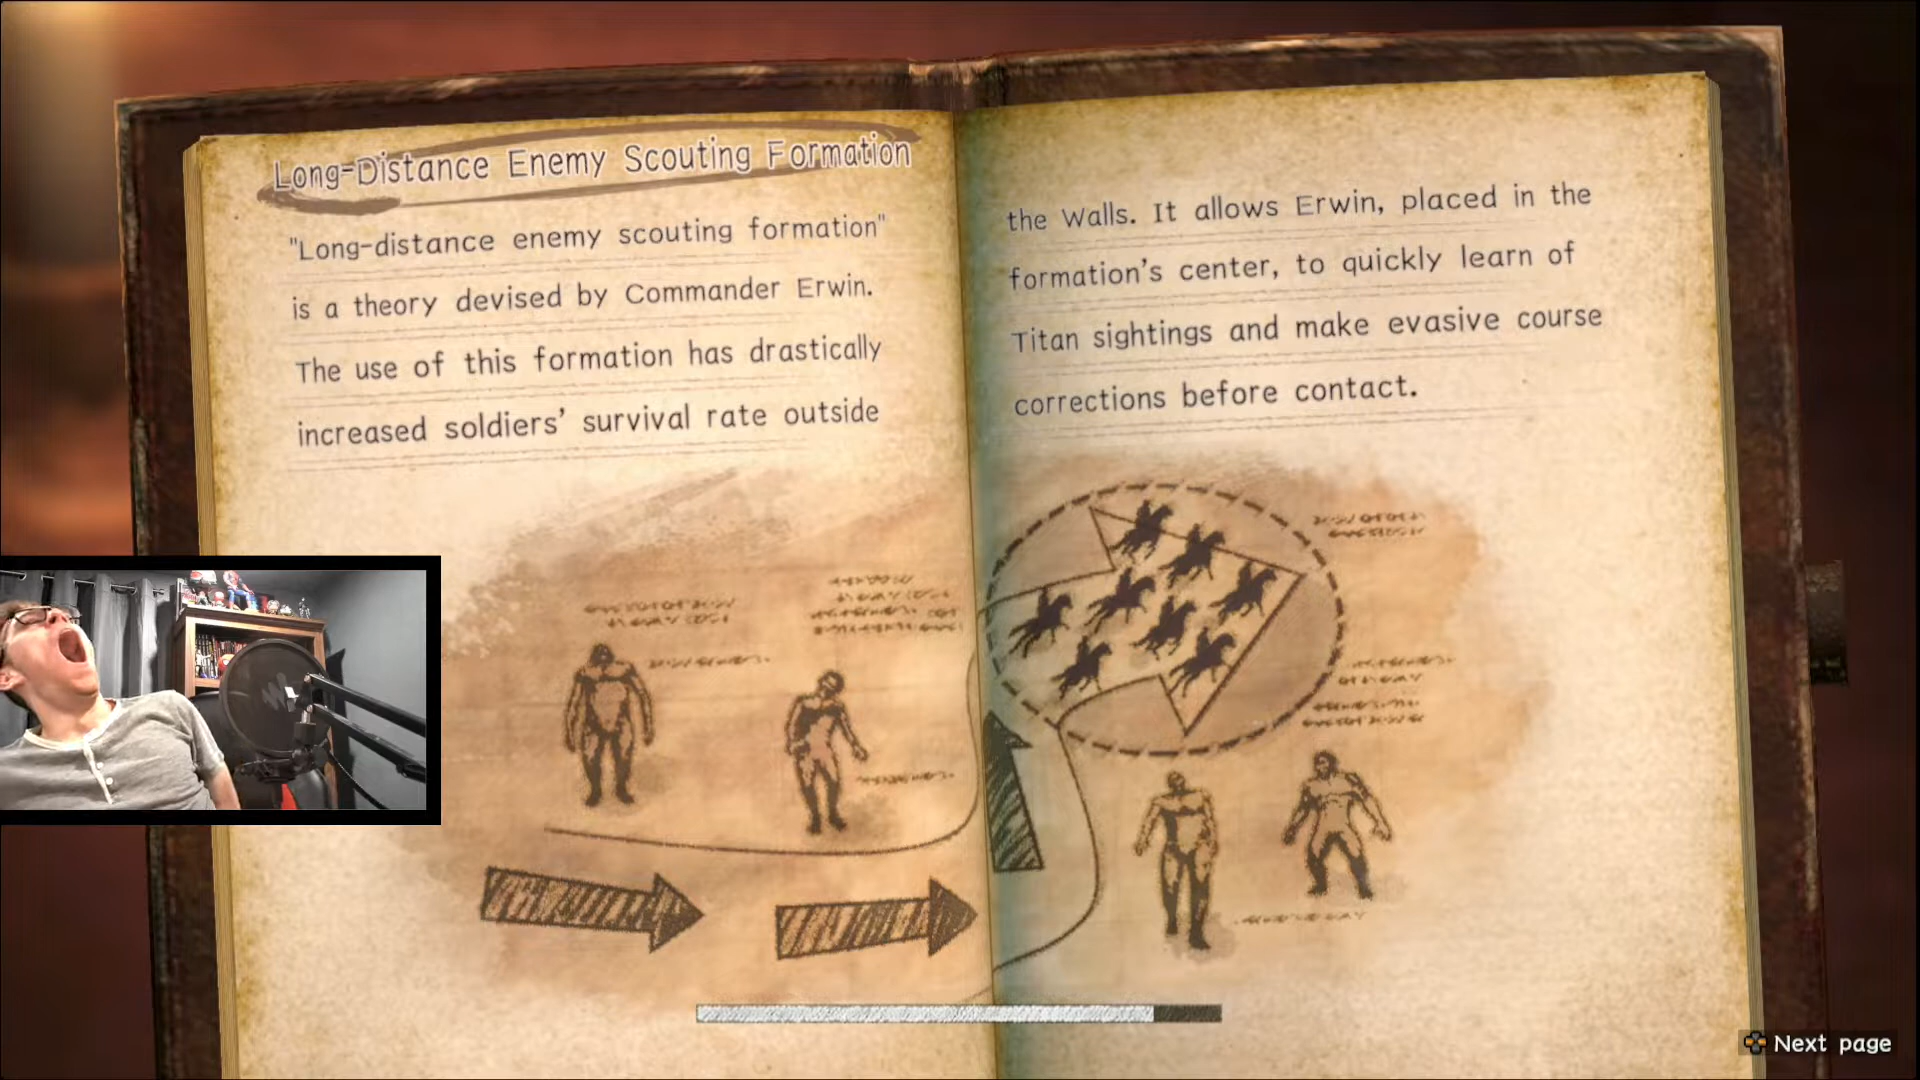 Long-Distance Enemy Scouting Formation
"Long-distance enemy scouting formation"
is a theory devised by Commander Erwin.
The use of this formation has drastically
increased soldiers' survival rate outside
the Walls. It allows Erwin, placed in the
formation's center, to quickly learn of
Titan sightings and make evasive course
corrections before contact.
Next page